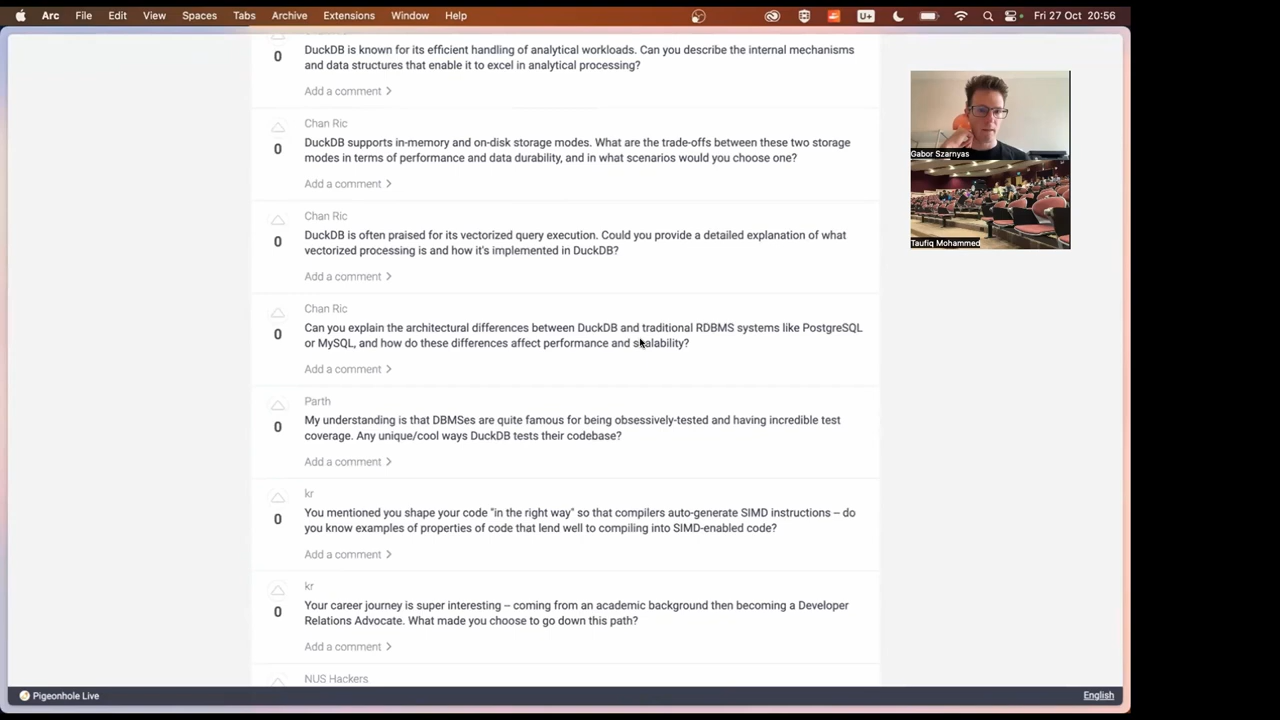 Arc File Edit View Spaces Tabs Archive Extensions Window Help U+ Fri 27 Oct 20:56
0
DuckDB is known for its efficient handling of analytical workloads. Can you describe the internal mechanisms
and data structures that enable it to excel in analytical processing?
Add a comment
Chan Ric
0
DuckDB supports in-memory and on-disk storage modes. What are the trade-offs between these two storage
modes in terms of performance and data durability, and in what scenarios would you choose one?
Add a comment
Chan Ric
0
DuckDB is often praised for its vectorized query execution. Could you provide a detailed explanation of what
vectorized processing is and how it's implemented in DuckDB?
Add a comment
Chan Ric
0
Can you explain the architectural differences between DuckDB and traditional RDBMS systems like PostgreSQL
or MySQL, and how do these differences affect performance and scalability?
Add a comment
Parth
0
My understanding is that DBMSes are quite famous for being obsessively-tested and having incredible test
coverage. Any unique/cool ways DuckDB tests their codebase?
Add a comment
kr
0
You mentioned you shape your code "in the right way" so that compilers auto-generate SIMD instructions – do
you know examples of properties of code that lend well to compiling into SIMD-enabled code?
Add a comment
kr
0
Your career journey is super interesting – coming from an academic background then becoming a Developer
Relations Advocate. What made you choose to go down this path?
Add a comment
NUS Hackers
Gabor Szarnyas
Taufiq Mohammed
Pigeonhole Live
English